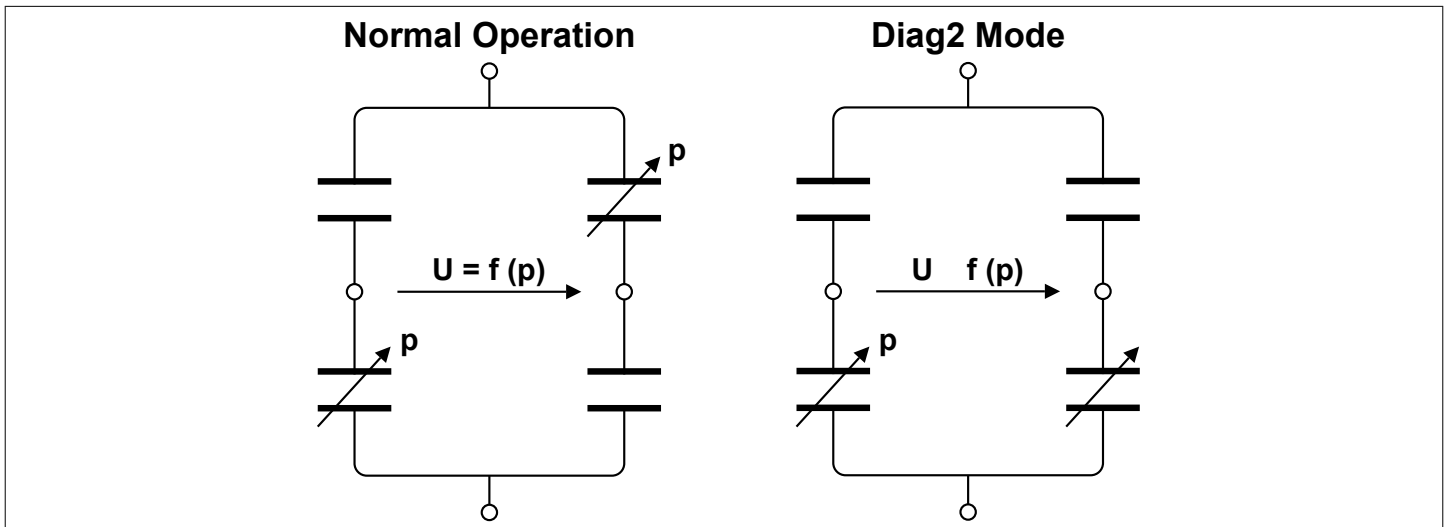 Normal Operation
Diag2 Mode
p
U = f (p)
U f (p)
p
p